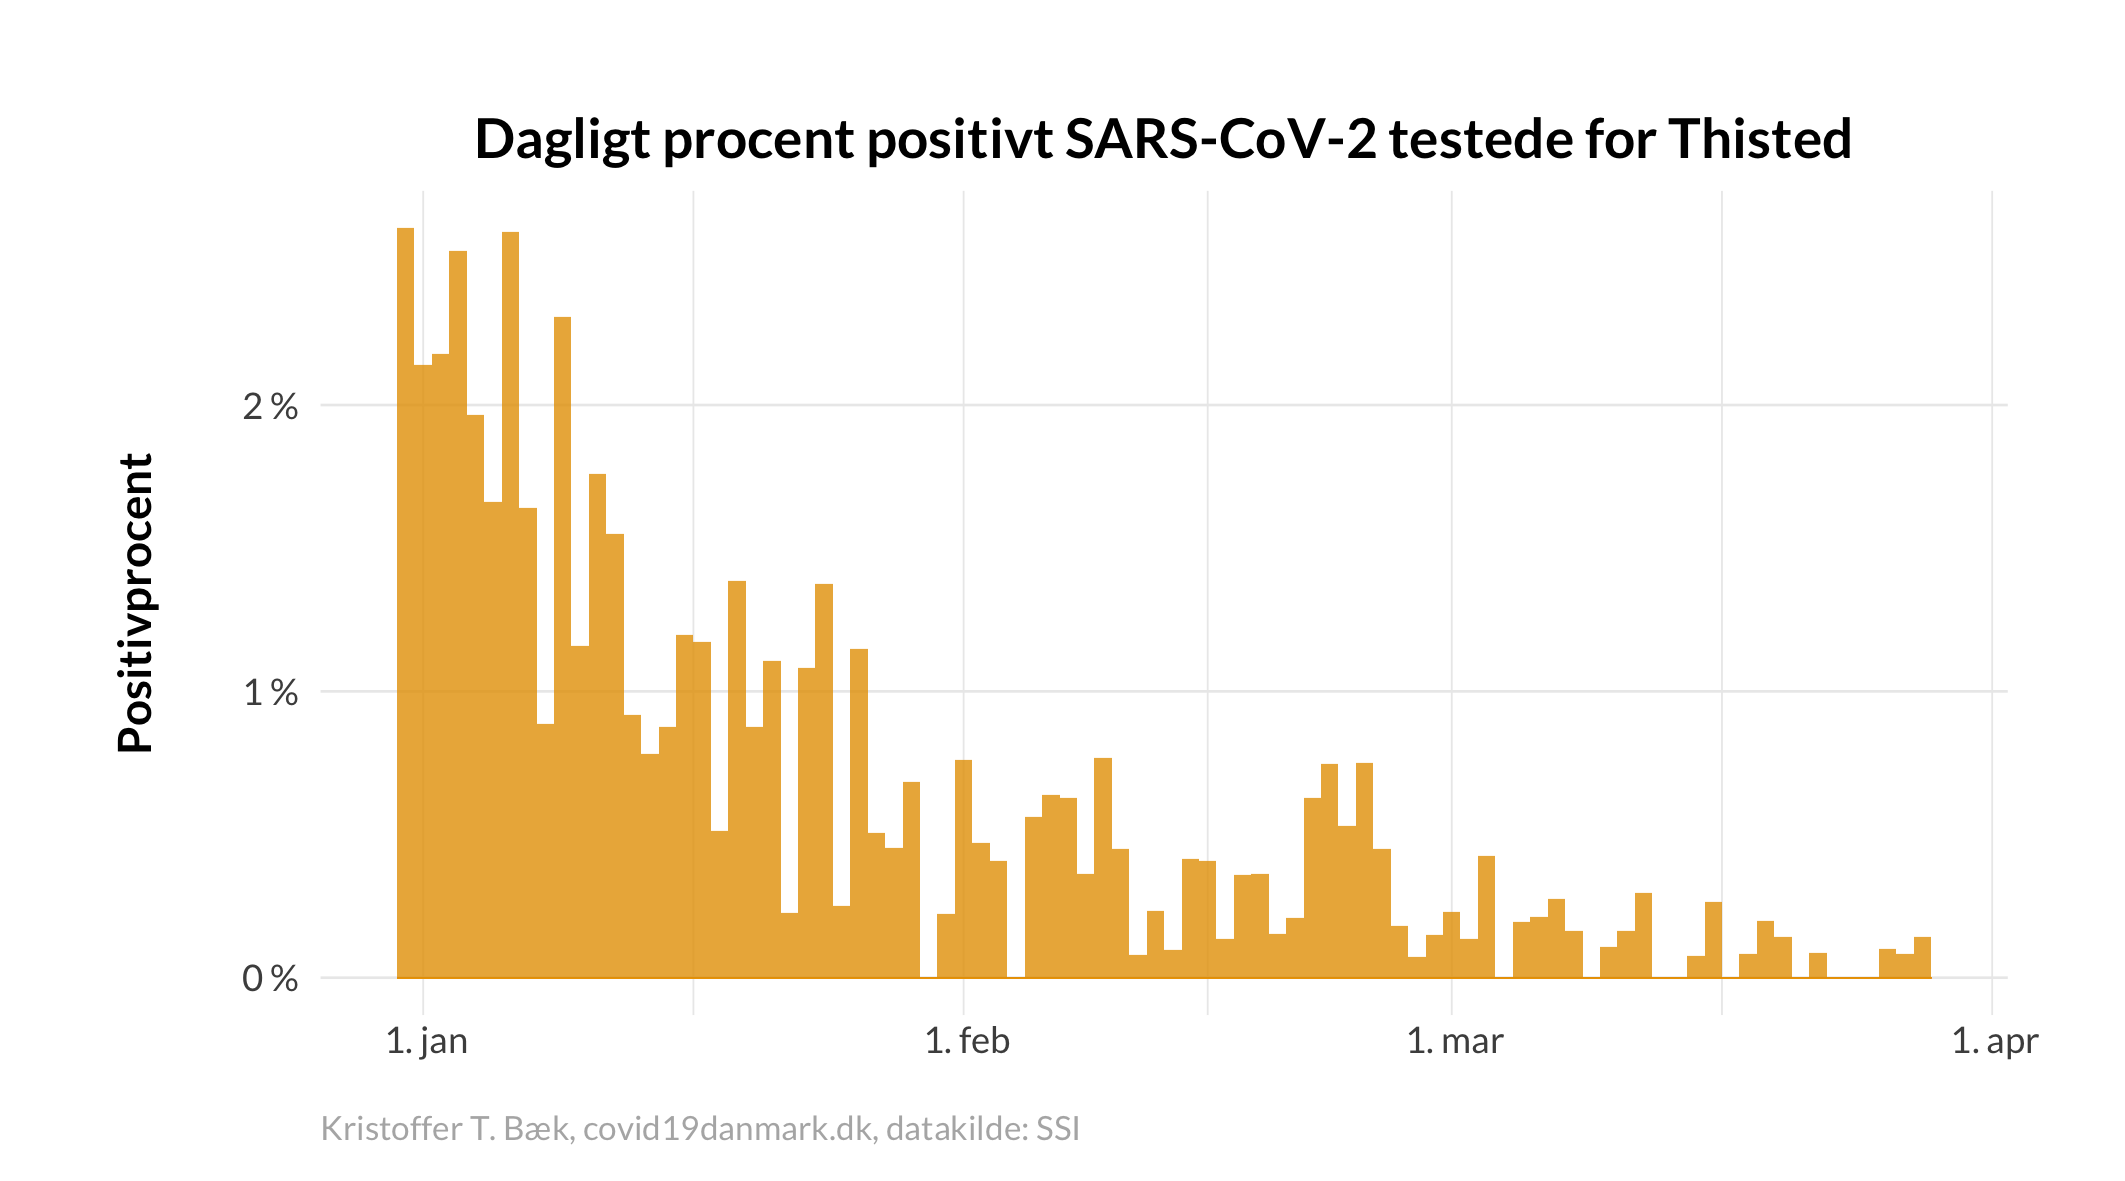 Dagligt procent positivt SARS-CoV-2 testede for Thisted
Positivprocent
2 %
1 %
0 %
1. jan
1. feb
1. mar
1. apr
Kristoffer T. Bæk, covid19danmark.dk, datakilde: SSI